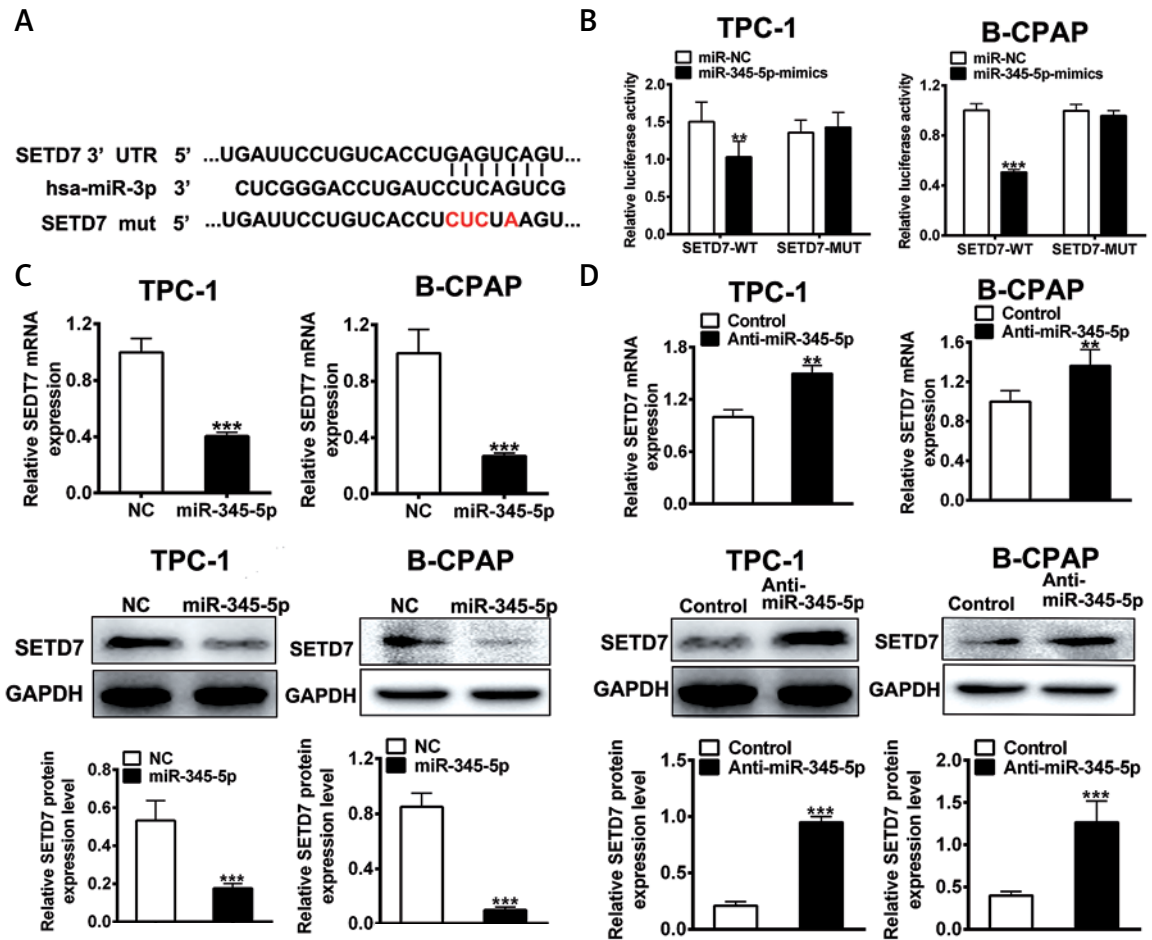 A
SETD7 3’ UTR 5’ ...UGAUUCCUGUCACCUGAGUCAGU...
hsa-miR-3p 3’ CUCGGGACCUGAUCCUCAGUCG
SETD7 mut 5’ ...UGAUUCCUGUCACCUCUCUAAGU...
B
TPC-1
miR-NC
miR-345-5p-mimics
Relative luciferase activity
2.0
1.5
1.0
0.5
0.0
**
SETD7-WT SETD7-MUT
B-CPAP
miR-NC
miR-345-5p-mimics
Relative luciferase activity
1.2
0.8
0.4
0.0
***
SETD7-WT SETD7-MUT
C
TPC-1
Relative SEDT7 mRNA
expression
1.2
0.8
0.4
0.0
***
NC miR-345-5p
B-CPAP
Relative SEDT7 mRNA
expression
1.2
0.8
0.4
0.0
***
NC miR-345-5p
TPC-1
NC miR-345-5p
SETD7
GAPDH
B-CPAP
NC miR-345-5p
SETD7
GAPDH
NC
miR-345-5p
Relative SETD7 protein
expression level
0.8
0.6
0.4
0.2
0.0
***
NC
miR-345-5p
Relative SETD7 protein
expression level
1.2
0.8
0.4
0.0
***
D
TPC-1
Control
Anti-miR-345-5p
Relative SETD7 mRNA
expression
1.8
1.2
0.6
0.0
**
B-CPAP
Control
Anti-miR-345-5p
Relative SETD7 mRNA
expression
1.6
1.2
0.8
0.4
0.0
**
TPC-1
Control Anti-
miR-345-5p
SETD7
GAPDH
B-CPAP
Control Anti-
miR-345-5p
SETD7
GAPDH
Control
Anti-miR-345-5p
Relative SETD7 protein
expression level
1.5
1.0
0.5
0.0
***
Control
Anti-miR-345-5p
Relative SETD7 protein
expression level
2.0
1.5
1.0
0.5
0.0
***